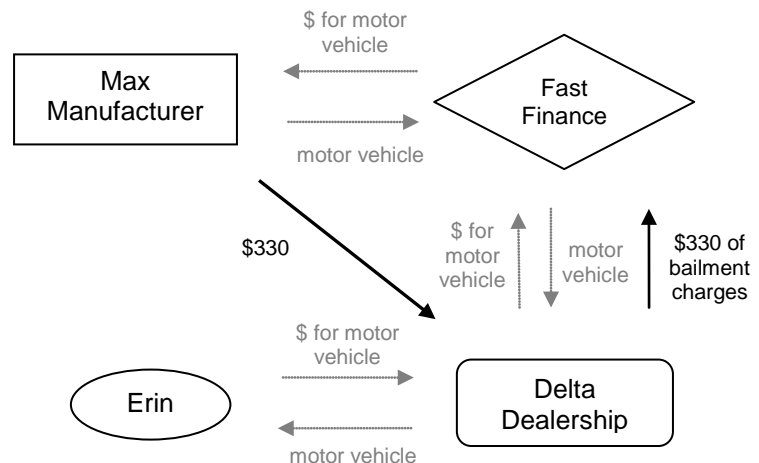 $ for motor
vehicle
Max
Manufacturer
Fast
Finance
motor vehicle
$330
$ for
motor
vehicle
motor
vehicle
$330 of
bailment
charges
$ for motor
vehicle
Erin
Delta
Dealership
motor vehicle